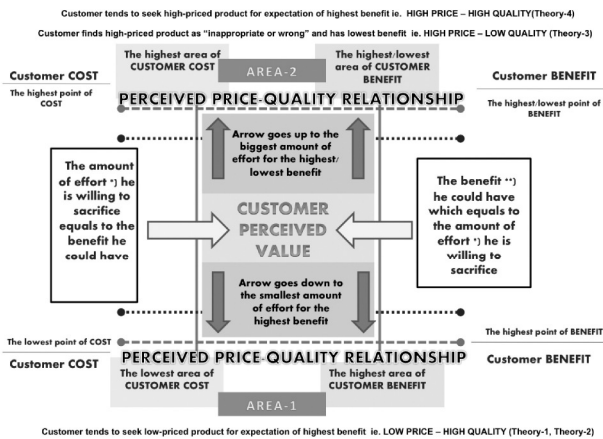 Customer tends to seek high-priced product for expectation of highest benefit ie. HIGH PRICE – HIGH QUALITY(Theory-4)
Customer finds high-priced product as “inappropriate or wrong” and has lowest benefit ie. HIGH PRICE – LOW QUALITY(Theory-3)
The highest area of
CUSTOMER COST
AREA-2
The highest/lowest
area of CUSTOMER
BENEFIT
Customer COST
The highest point of
COST
Customer BENEFIT
The highest/lowest point of
BENEFIT
PERCEIVED PRICE-QUALITY RELATIONSHIP
Arrow goes up to the
biggest amount of
effort for the highest/
lowest benefit
The amount
of effort *) he
is willing to
sacrifice
equals to the
benefit he
could have
CUSTOMER
PERCEIVED
VALUE
The benefit **)
he could have
which equals to
the amount of
effort *) he is
willing to
sacrifice
Arrow goes down to
the smallest amount
of effort for the
highest benefit
The lowest point of COST
Customer COST
The highest point of BENEFIT
Customer BENEFIT
PERCEIVED PRICE-QUALITY RELATIONSHIP
The lowest area of
CUSTOMER COST
The highest area of
CUSTOMER BENEFIT
AREA-1
Customer tends to seek low-priced product for expectation of highest benefit ie. LOW PRICE – HIGH QUALITY (Theory-1, Theory-2)